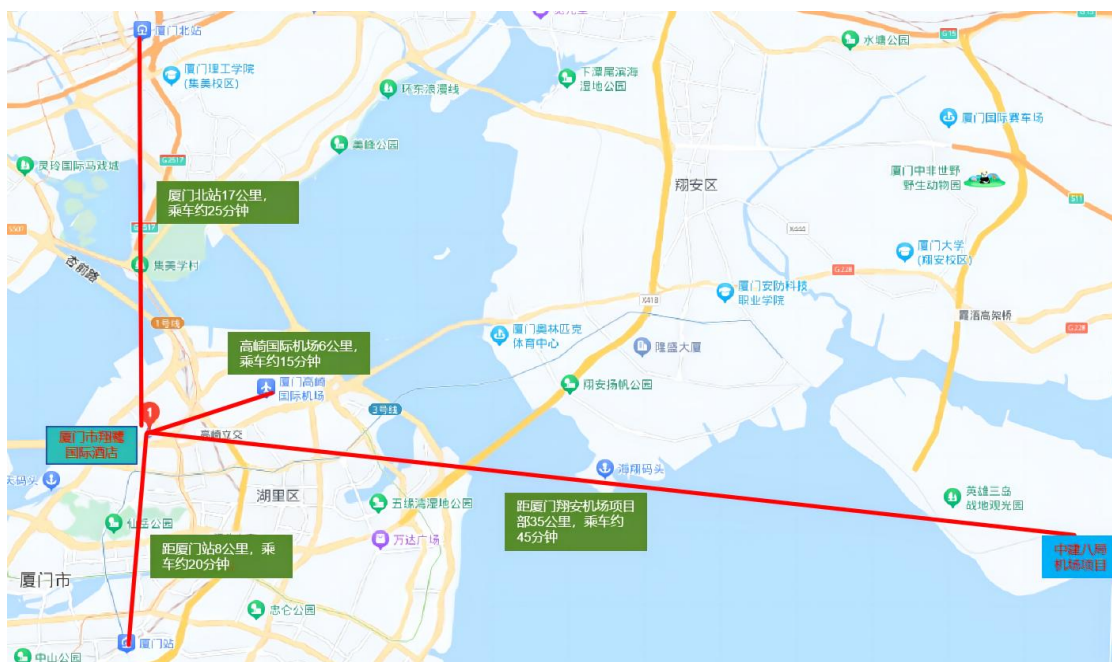 厦门北站
G15
水塘公园
厦门理工学院
(集美校区)
下潭尾滨海
湿地公园
环东浪漫线
厦门国际赛车场
美峰公园
灵玲国际马戏城
G2517
厦门中非世野
野生动物园
翔安区
S11
厦门北站17公里，
乘车约25分钟
厦门大学
(翔安校区)
集美学村
杏前路
G228
厦门安防科技
职业学院
X418
1号线
霞浯高架桥
G228
厦门奥林匹克
体育中心
高崎国际机场6公里，
乘车约15分钟
隆盛大厦
厦门高崎
国际机场
翔安扬帆公园
1
3号线
厦门市翔鹭
国际酒店
高崎立交
海翔码头
湖里区
五缘湾湿地公园
英雄三岛
战地观光园
距厦门翔安机场项目
部35公里，乘车约
45分钟
仙岳公园
万达广场
距厦门站8公里，乘
车约20分钟
中建八局
机场项目
厦门市
忠仑公园
厦门站
中山公园